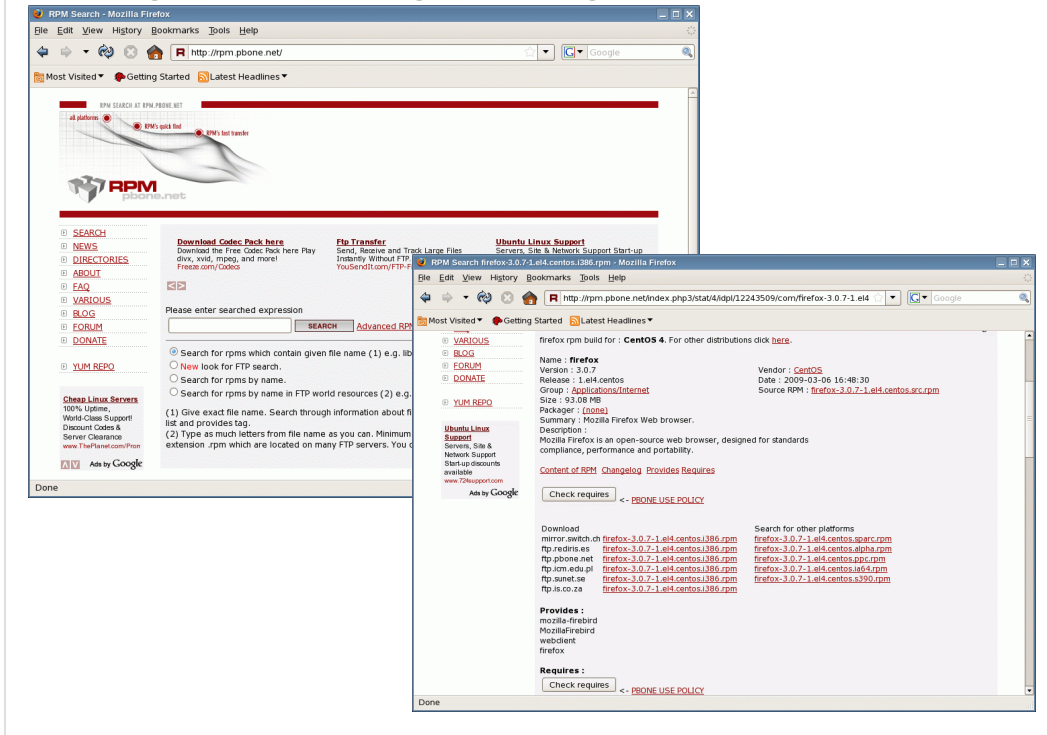 RPM Search - Mozilla Firefox
File Edit View History Bookmarks Tools Help
http://rpm.pbone.net/
Google
Most Visited Getting Started Latest Headlines
RPM SEARCH AT RPM.PBONE.NET
all platforms
RPM's quick find
RPM's fast transfer
RPM
pbone.net
SEARCH
NEWS
DIRECTORIES
ABOUT
FAQ
VARIOUS
BLOG
FORUM
DONATE
YUM REPO
Cheap Linux Servers
100% Uptime,
World-Class Support!
Discount Codes &
Server Clearance
www.ThePlanet.com/Pron
Ads by Google
Download Codec Pack here
Download the Free Codec Pack here Play
divx, xvid, mpeg, and more!
Freeze.com/Codecs
Ftp Transfer
Send, Receive and Track Large Files
Instantly Without FTP.
YouSendIt.com/FTP-F
Ubuntu Linux Support
Servers, Site & Network Support Start-up
Please enter searched expression
SEARCH Advanced RPM
Search for rpms which contain given file name (1) e.g. lib
New look for FTP search.
Search for rpms by name.
Search for rpms by name in FTP world resources (2) e.g.
(1) Give exact file name. Search through information about fi
list and provides tag.
(2) Type as much letters from file name as you can. Minimum
extension .rpm which are located on many FTP servers. You c
Done
RPM Search firefox-3.0.7-1.el4.centos.i386.rpm - Mozilla Firefox
File Edit View History Bookmarks Tools Help
http://rpm.pbone.net/index.php3/stat/4/idpl/12243509/com/firefox-3.0.7-1.el4
Google
Most Visited Getting Started Latest Headlines
VARIOUS
BLOG
FORUM
DONATE
YUM REPO
Ubuntu Linux
Support
Servers, Site &
Network Support
Start-up discounts
available
www.724support.com
Ads by Google
firefox rpm build for : CentOS 4. For other distributions click here.
Name : firefox
Version : 3.0.7 Vendor : CentOS
Release : 1.el4.centos Date : 2009-03-06 16:48:30
Group : Applications/Internet Source RPM : firefox-3.0.7-1.el4.centos.src.rpm
Size : 93.08 MB
Packager : (none)
Summary : Mozilla Firefox Web browser.
Description :
Mozilla Firefox is an open-source web browser, designed for standards
compliance, performance and portability.
Content of RPM Changelog Provides Requires
Check requires <- PBONE USE POLICY
Download Search for other platforms
mirror.switch.ch firefox-3.0.7-1.el4.centos.i386.rpm firefox-3.0.7-1.el4.centos.sparc.rpm
ftp.rediris.es firefox-3.0.7-1.el4.centos.i386.rpm firefox-3.0.7-1.el4.centos.alpha.rpm
ftp.pbone.net firefox-3.0.7-1.el4.centos.i386.rpm firefox-3.0.7-1.el4.centos.ppc.rpm
ftp.icm.edu.pl firefox-3.0.7-1.el4.centos.i386.rpm firefox-3.0.7-1.el4.centos.ia64.rpm
ftp.sunet.se firefox-3.0.7-1.el4.centos.i386.rpm firefox-3.0.7-1.el4.centos.s390.rpm
ftp.is.co.za firefox-3.0.7-1.el4.centos.i386.rpm
Provides :
mozilla-firebird
MozillaFirebird
webclient
firefox
Requires :
Check requires <- PBONE USE POLICY
Done